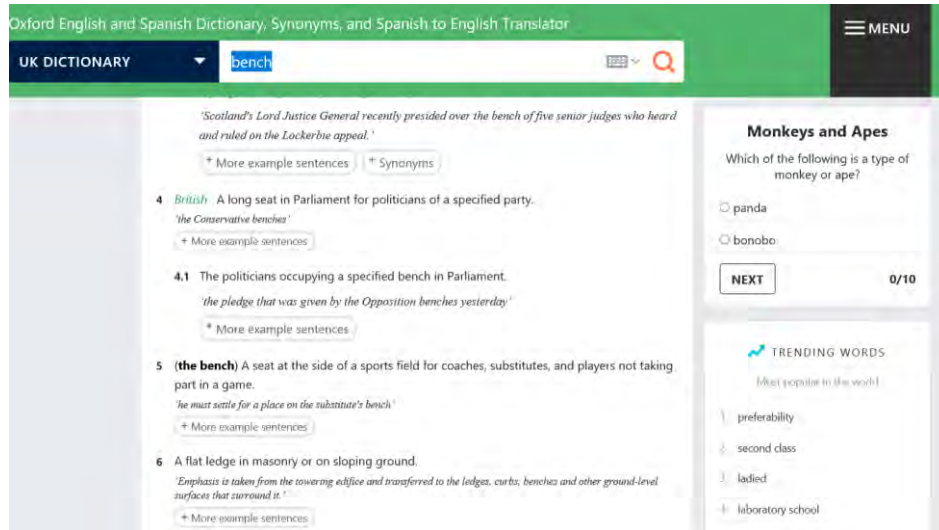 Oxford English and Spanish Dictionary, Synonyms, and Spanish to English Translator
MENU
UK DICTIONARY
bench
'Scotland's Lord Justice General recently presided over the bench of five senior judges who heard
and ruled on the Lockerbie appeal.'
+ More example sentences + Synonyms
4 British A long seat in Parliament for politicians of a specified party.
'the Conservative benches'
+ More example sentences
4.1 The politicians occupying a specified bench in Parliament.
'the pledge that was given by the Opposition benches yesterday'
+ More example sentences
5 (the bench) A seat at the side of a sports field for coaches, substitutes, and players not taking
part in a game.
'he must settle for a place on the substitute's bench'
+ More example sentences
6 A flat ledge in masonry or on sloping ground.
'Emphasis is taken from the towering edifice and transferred to the ledges, curbs, benches and other ground-level
surfaces that surround it.'
+ More example sentences
Monkeys and Apes
Which of the following is a type of
monkey or ape?
panda
bonobo
NEXT 0/10
TRENDING WORDS
Most popular in the world
preferability
second class
ladied
laboratory school